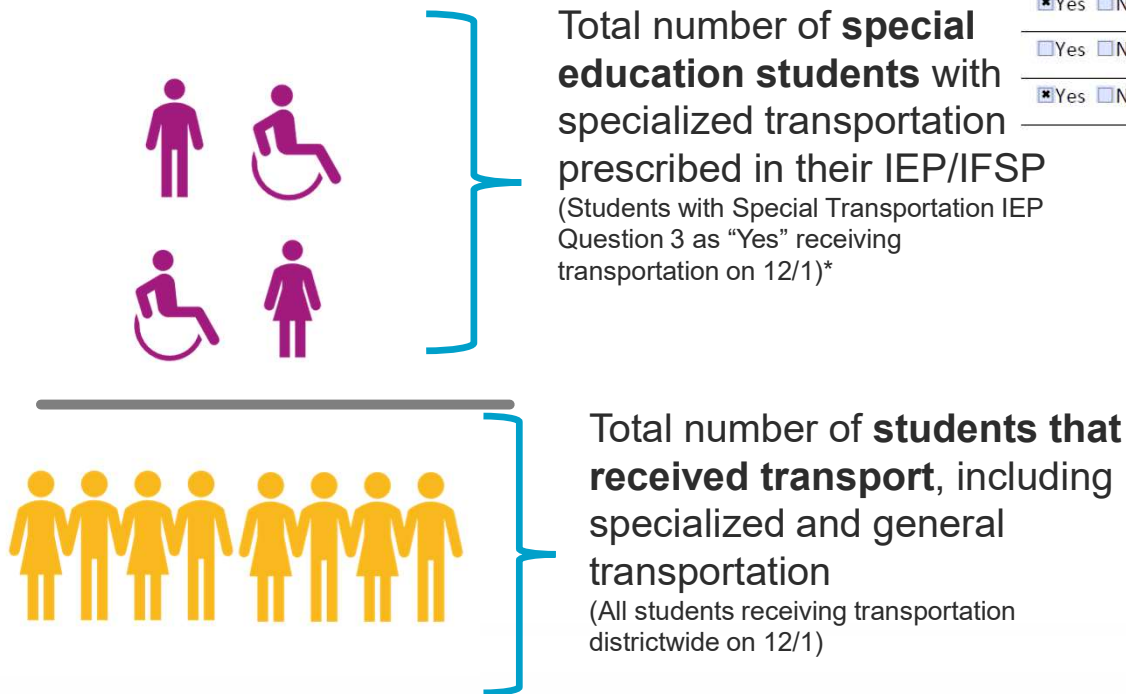 Total number of special
education students with
specialized transportation
prescribed in their IEP/IFSP
(Students with Special Transportation IEP
Question 3 as “Yes” receiving
transportation on 12/1)*
Yes
Yes
Yes
Total number of students that
received transport, including
specialized and general
transportation
(All students receiving transportation
districtwide on 12/1)